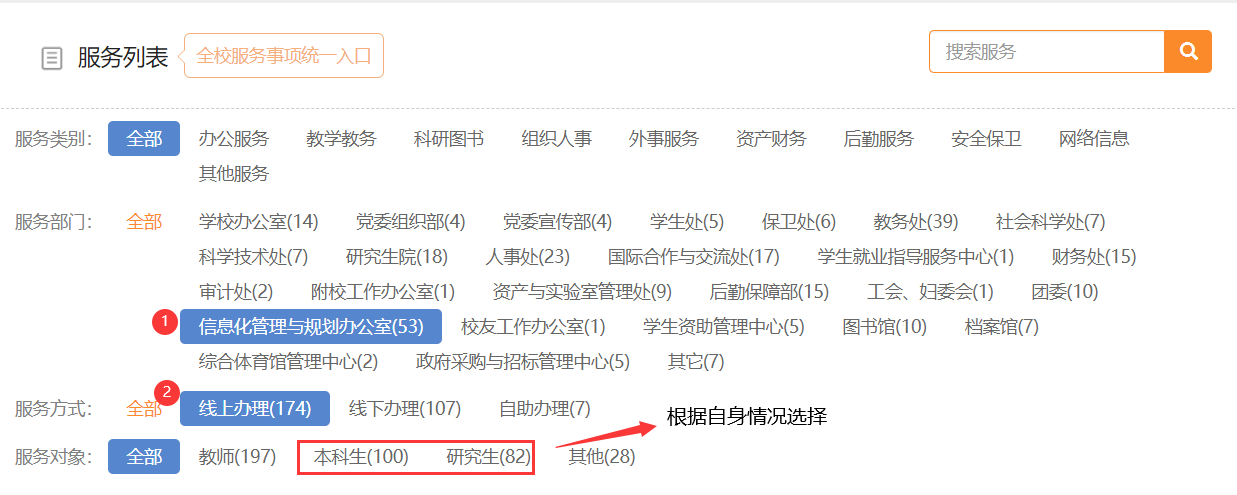 服务列表 全校服务事项统一入口 搜索服务
服务类别： 全部 办公服务 教学教务 科研图书 组织人事 外事服务 资产财务 后勤服务 安全保卫 网络信息
其他服务
服务部门： 全部 学校办公室(14) 党委组织部(4) 党委宣传部(4) 学生处(5) 保卫处(6) 教务处(39) 社会科学处(7)
科学技术处(7) 研究生院(18) 人事处(23) 国际合作与交流处(17) 学生就业指导服务中心(1) 财务处(15)
审计处(2) 附校工作办公室(1) 资产与实验室管理处(9) 后勤保障部(15) 工会、妇委会(1) 团委(10)
1 信息化管理与规划办公室(53) 校友工作办公室(1) 学生资助管理中心(5) 图书馆(10) 档案馆(7)
综合体育馆管理中心(2) 政府采购与招标管理中心(5) 其它(7)
服务方式： 全部 2 线上办理(174) 线下办理(107) 自助办理(7)
根据自身情况选择
服务对象： 全部 教师(197) 本科生(100) 研究生(82) 其他(28)